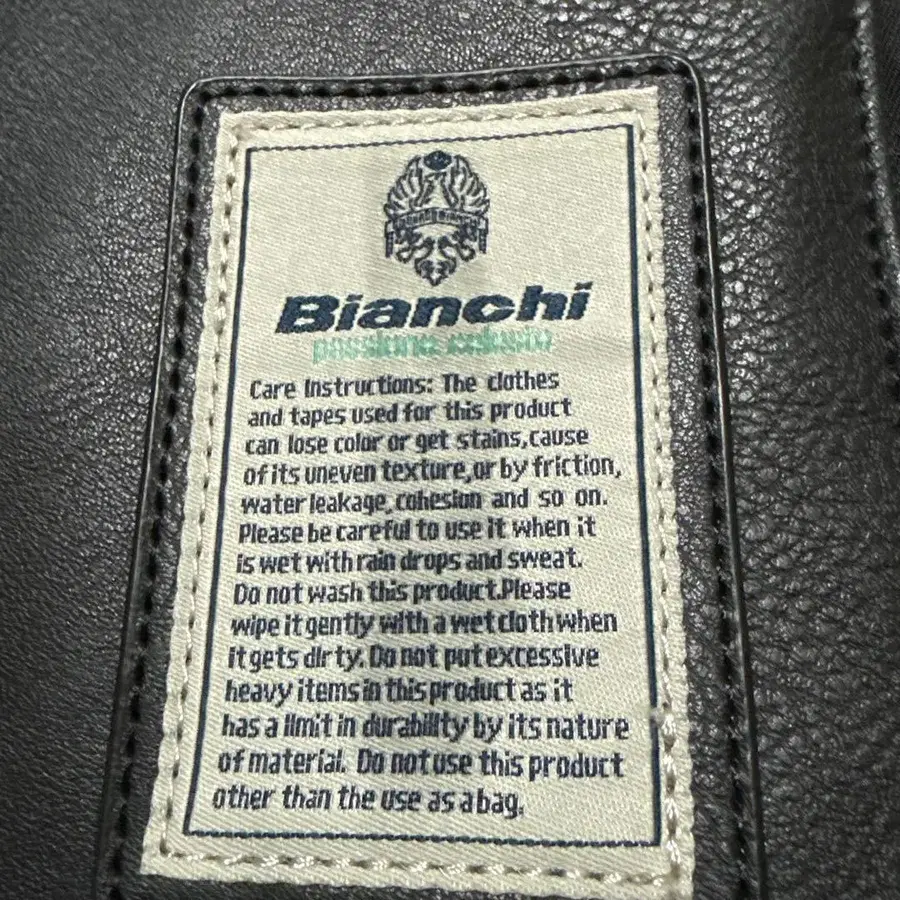 Bianchi
passione celeste
Care Instructions: The clothes
and tapes used for this product
can lose color or get stains,cause
of its uneven texture,or by friction,
water leakage,cohesion and so on.
Please be careful to use it when it
is wet with rain drops and sweat.
Do not wash this product.Please
wipe it gently with a wet cloth when
it gets dirty. Do not put excessive
heavy items in this product as it
has a limit in durability by its nature
of material. Do not use this product
other than the use as a bag.